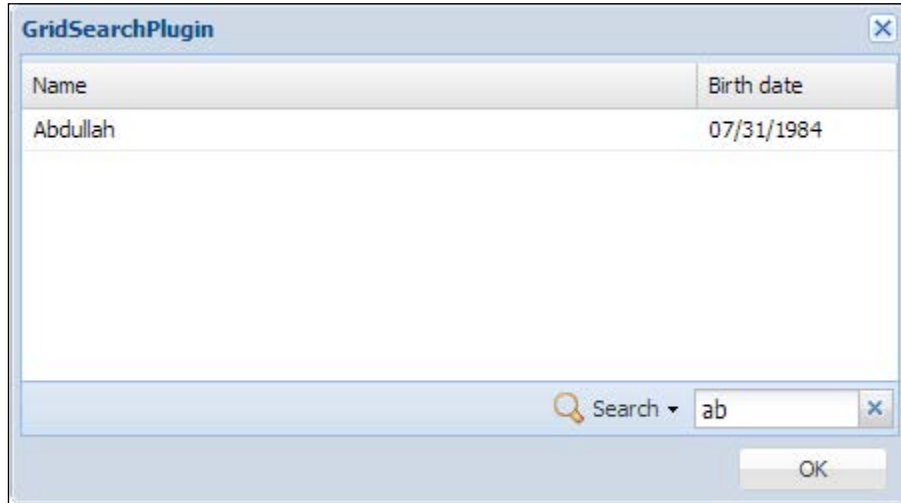 GridSearchPlugin
Name Birth date
Abdullah 07/31/1984
Search ab
OK